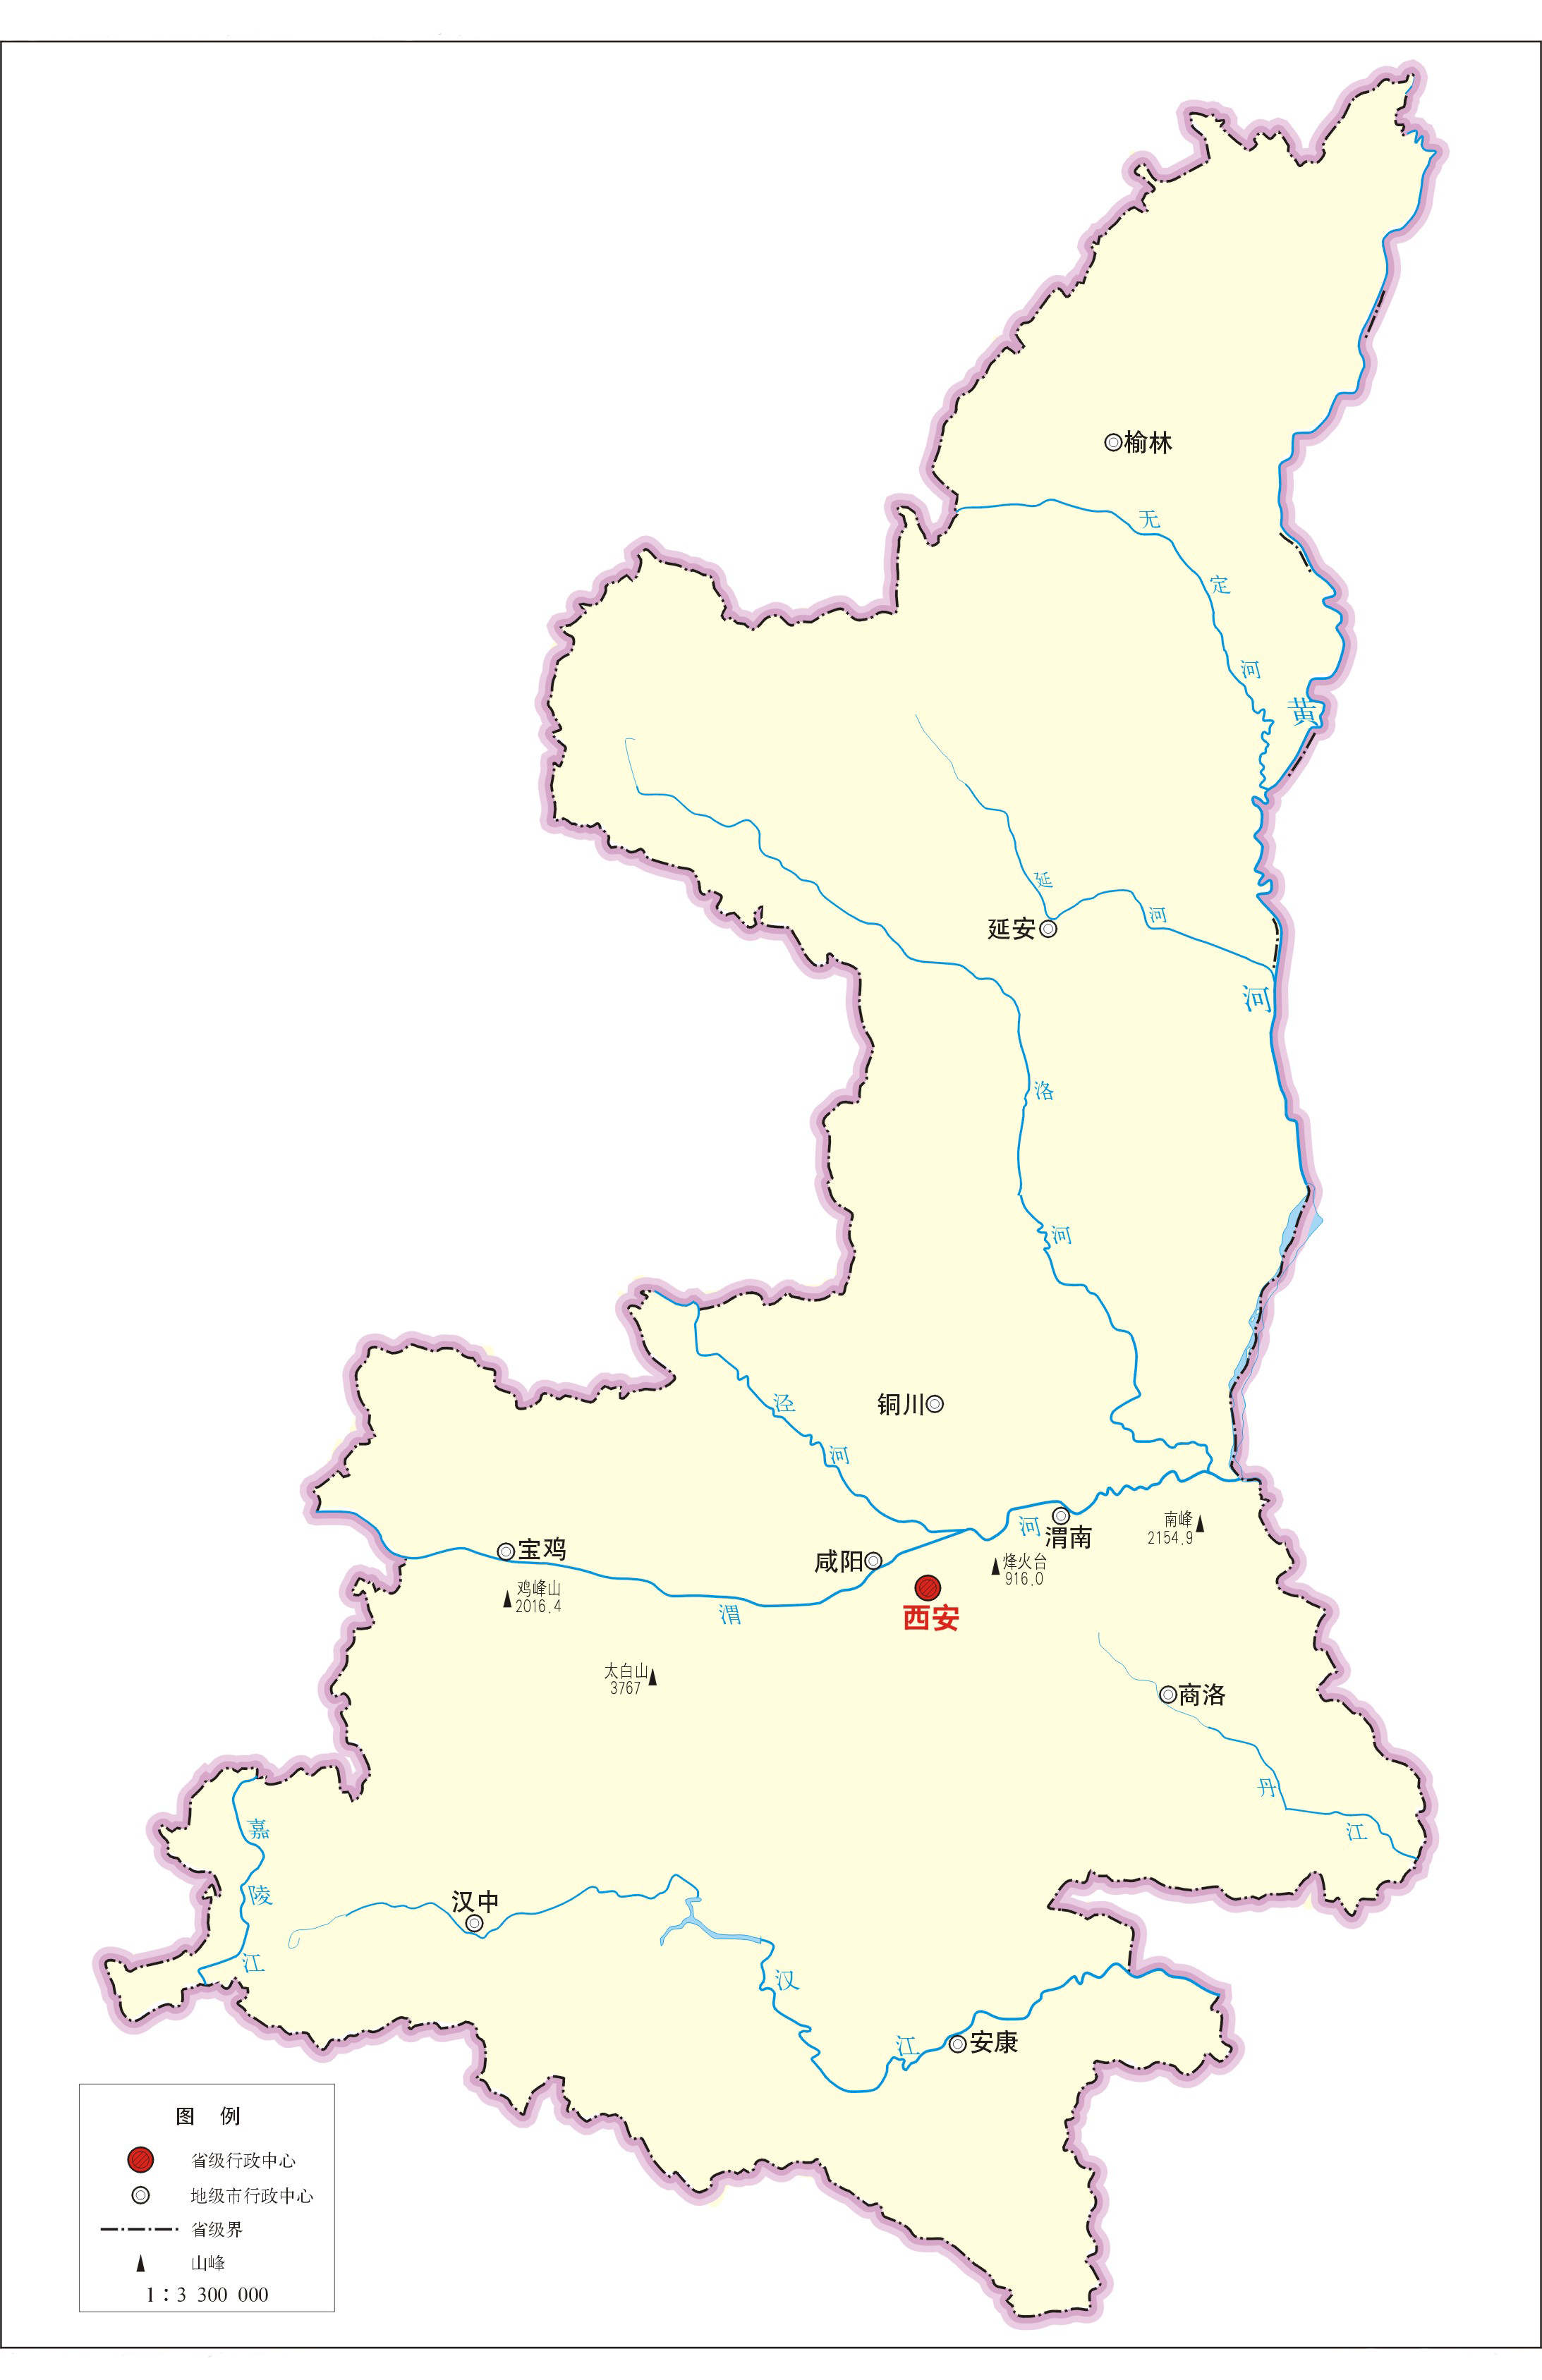 榆林
无
定
河
黄
延
河
延安
河
洛
河
铜川
泾
河
南峰
2154.9
河
渭南
宝鸡
咸阳
烽火台
916.0
鸡峰山
2016.4
渭
西安
太白山
3767
商洛
丹
江
嘉
陵
江
汉中
汉
江
安康
图 例
省级行政中心
地级市行政中心
省级界
山峰
1：3 300 000